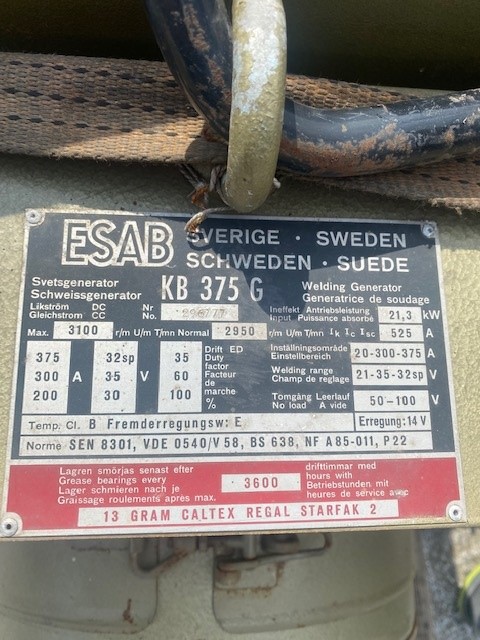 ESAB SVERIGE · SWEDEN
SCHWEDEN · SUEDE
Svetsgenerator KB 375 G Welding Generator
Schweissgenerator Generatrice de soudage
Likström DC Nr Ineffekt Antriebsleistung 21,3 kW
Gleichstrom CC No. Input Puissance absorbé
Max. 3100 r/m U/m T/mn Normal 2950 r/m U/m T/mn IK IC ISC 525 A
375 32sp 35 Drift ED Inställningsområde 20-300-375 A
300 A 35 V 60 Duty factor Einstellbereich
200 30 100 Facteur de marche % Welding range 21-35-32sp V
Champ de reglage
Tomgång Leerlauf 50-100 V
No load A vide
Temp. Cl. B Fremderregungsw: E Erregung: 14 V
Norme SEN 8301, VDE 0540/V 58, BS 638, NF A 85-011, P 22
Lagren smörjas senast efter drifttimmar med
Grease bearings every 3600 hours with
Lager schmieren nach je Betriebstunden mit
Graissage roulements après max. heures de service avec
13 GRAM CALTEX REGAL STARFAK 2